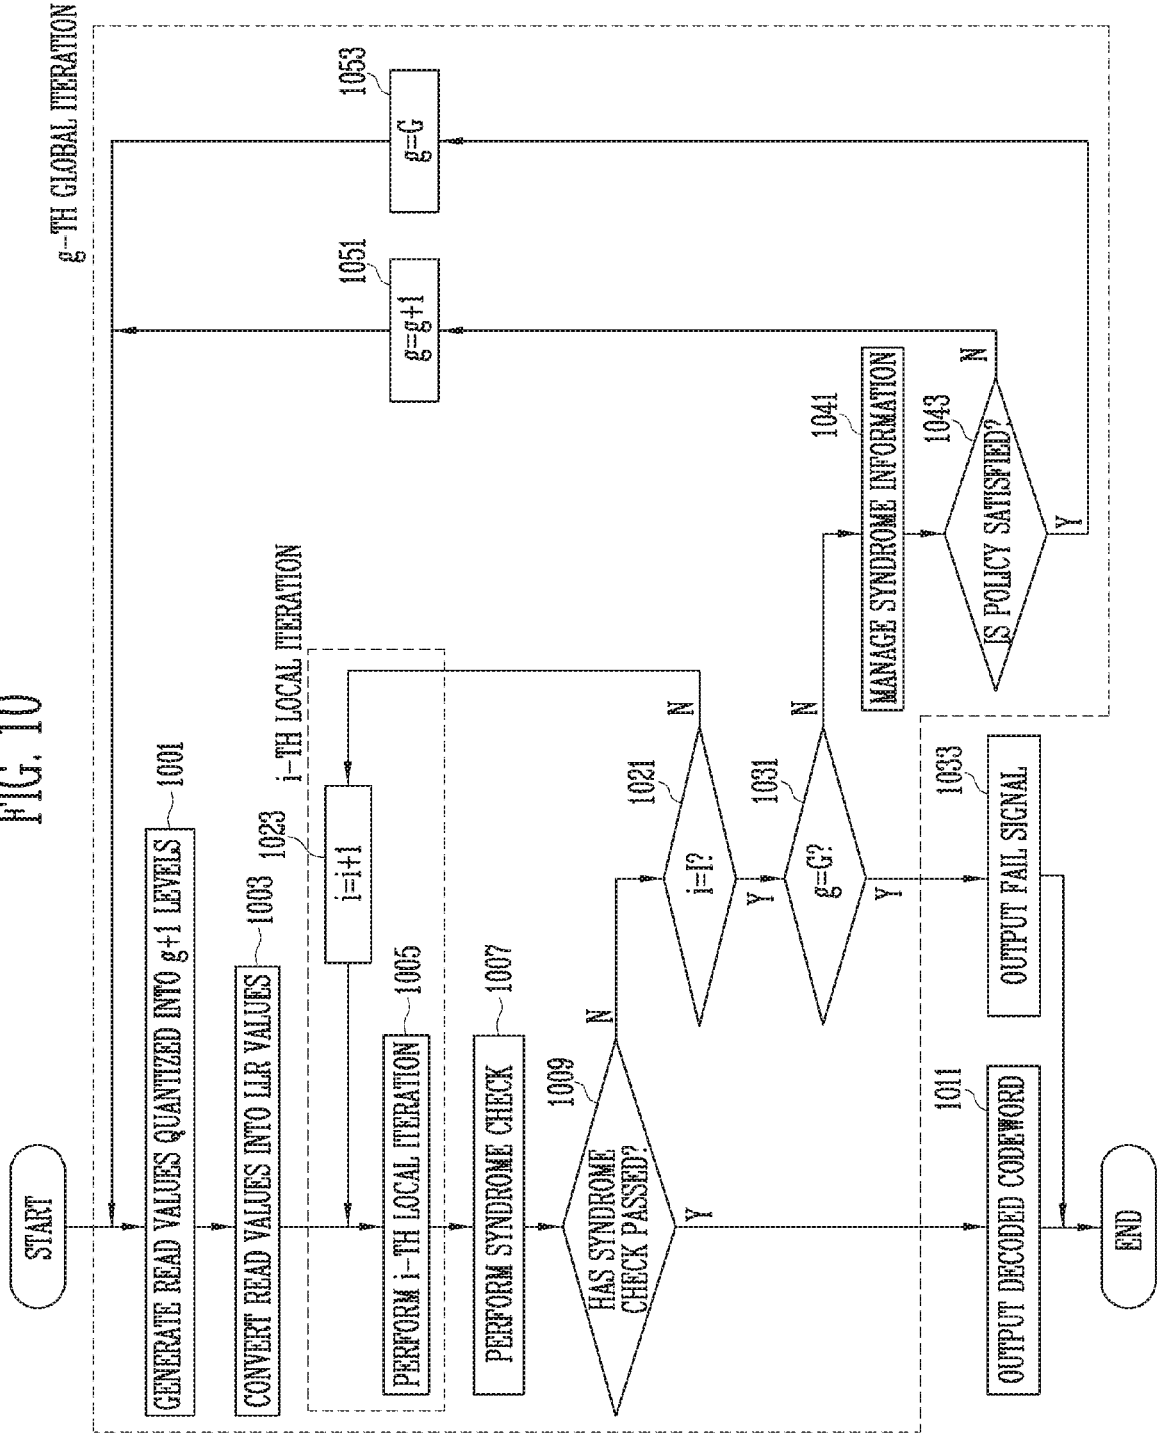 FIG. 10
g-TH GLOBAL ITERATION
START
GENERATE READ VALUES QUANTIZED INTO g+1 LEVELS
1001
CONVERT READ VALUES INTO LLR VALUES
1003
i-TH LOCAL ITERATION
i=i+1
1023
PERFORM i-TH LOCAL ITERATION
1005
PERFORM SYNDROME CHECK
1007
HAS SYNDROME
CHECK PASSED?
1009
N
Y
i=I?
1021
N
Y
g=G?
1031
N
Y
MANAGE SYNDROME INFORMATION
1041
IS POLICY SATISFIED?
1043
N
Y
g=g+1
1051
g=G
1053
OUTPUT DECODED CODEWORD
1011
OUTPUT FAIL SIGNAL
1033
END